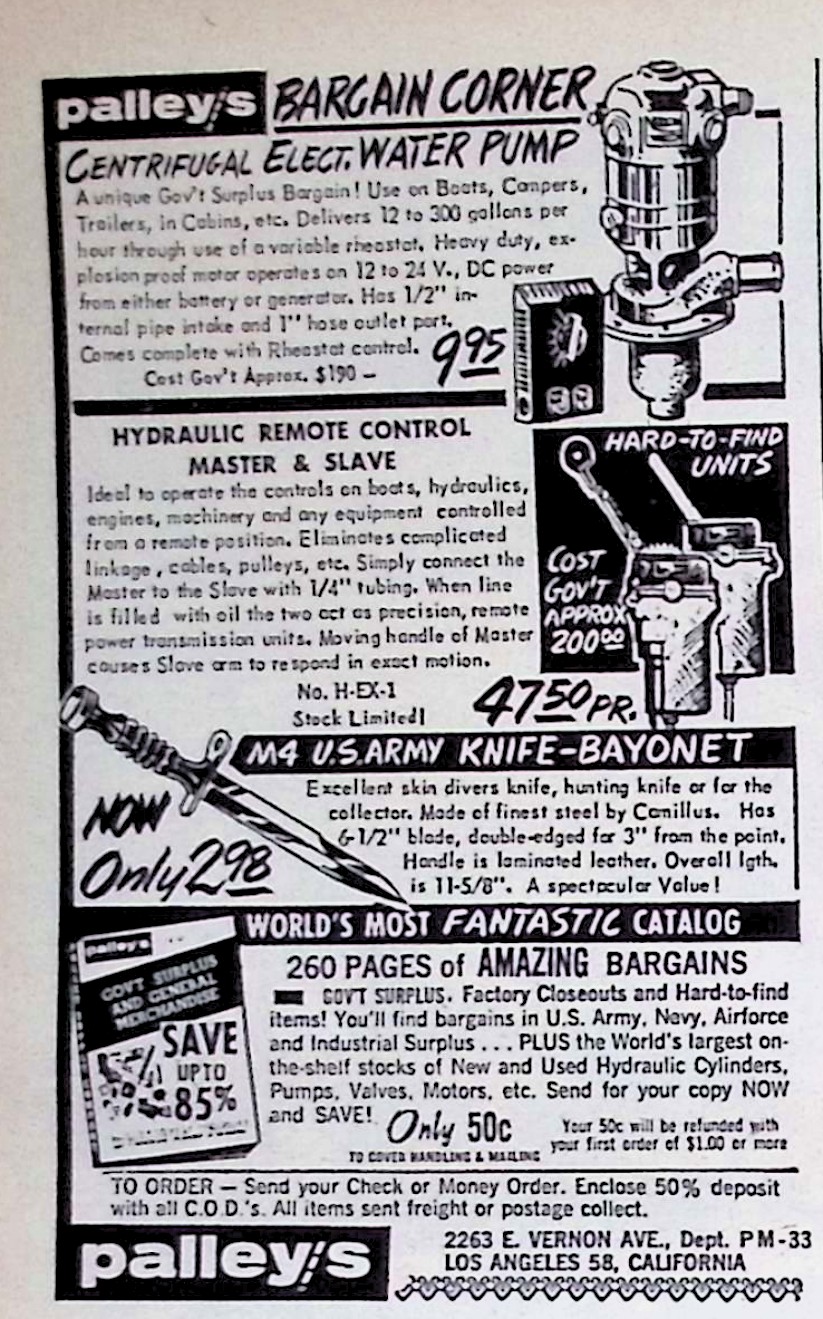 palley's BARGAIN CORNER
CENTRIFUGAL ELECT. WATER PUMP
A unique Gov't Surplus Bargain! Use on Boats, Campers,
Trailers, in Cabins, etc. Delivers 12 to 300 gallons per
hour through use of a variable rheostat. Heavy duty, ex-
plosion proof motor operates on 12 to 24 V., DC power
from either battery or generator. Has 1/2" in-
ternal pipe intake and 1" hose outlet port.
Comes complete with Rheostat control. 9.95
Cost Gov't Approx. $190 –
HYDRAULIC REMOTE CONTROL
MASTER & SLAVE
Ideal to operate the controls on boats, hydraulics,
engines, machinery and any equipment controlled
from a remote position. Eliminates complicated
linkage, cables, pulleys, etc. Simply connect the
Master to the Slave with 1/4" tubing. When line
is filled with oil the two act as precision, remote
power transmission units. Moving handle of Master
causes Slave arm to respond in exact motion.
No. H-EX-1
Stock Limited!
HARD-TO-FIND
UNITS
COST
GOV'T
APPROX
200.00
47.50 PR.
M4 U.S. ARMY KNIFE-BAYONET
NOW
Only 2.98
Excellent skin divers knife, hunting knife or for the
collector. Made of finest steel by Camillus. Has
6-1/2" blade, double-edged for 3" from the point.
Handle is laminated leather. Overall lgth.
is 11-5/8". A spectacular Value!
WORLD'S MOST FANTASTIC CATALOG
palley's
GOV'T SURPLUS
AND GENERAL
MERCHANDISE
SAVE
UP TO
85%
260 PAGES of AMAZING BARGAINS
GOV'T SURPLUS. Factory Closeouts and Hard-to-find
items! You'll find bargains in U.S. Army, Navy, Airforce
and Industrial Surplus . . . PLUS the World's largest on-
the-shelf stocks of New and Used Hydraulic Cylinders,
Pumps, Valves, Motors, etc. Send for your copy NOW
and SAVE!
Only 50c
TO COVER HANDLING & MAILING
Your 50c will be refunded with
your first order of $1.00 or more
TO ORDER — Send your Check or Money Order. Enclose 50% deposit
with all C.O.D.'s. All items sent freight or postage collect.
palley's
2263 E. VERNON AVE., Dept. PM-33
LOS ANGELES 58, CALIFORNIA